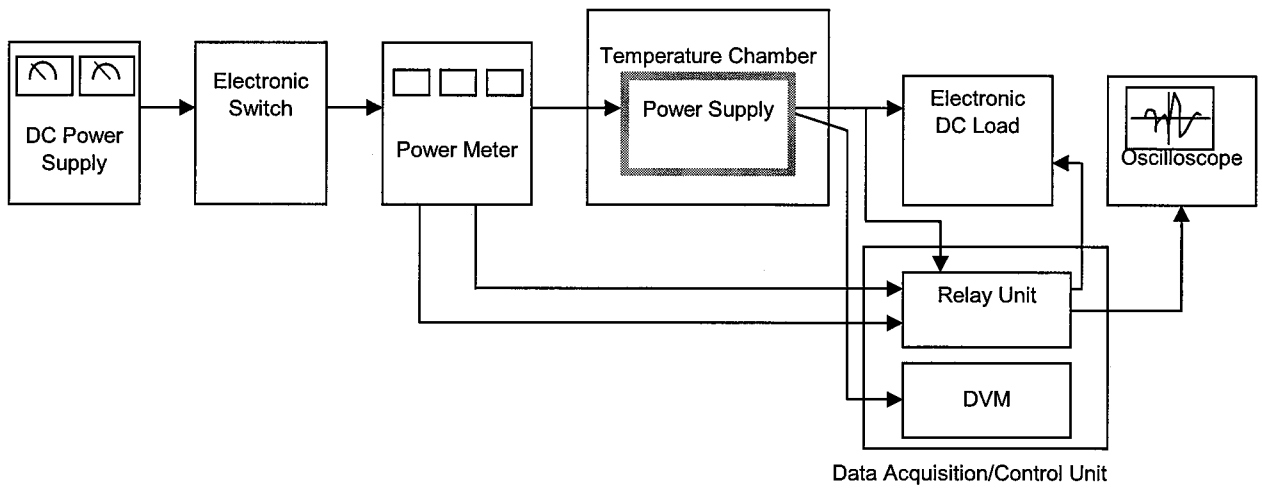 DC Power
Supply
Electronic
Switch
Power Meter
Temperature Chamber
Power Supply
Electronic
DC Load
Oscilloscope
Relay Unit
DVM
Data Acquisition/Control Unit